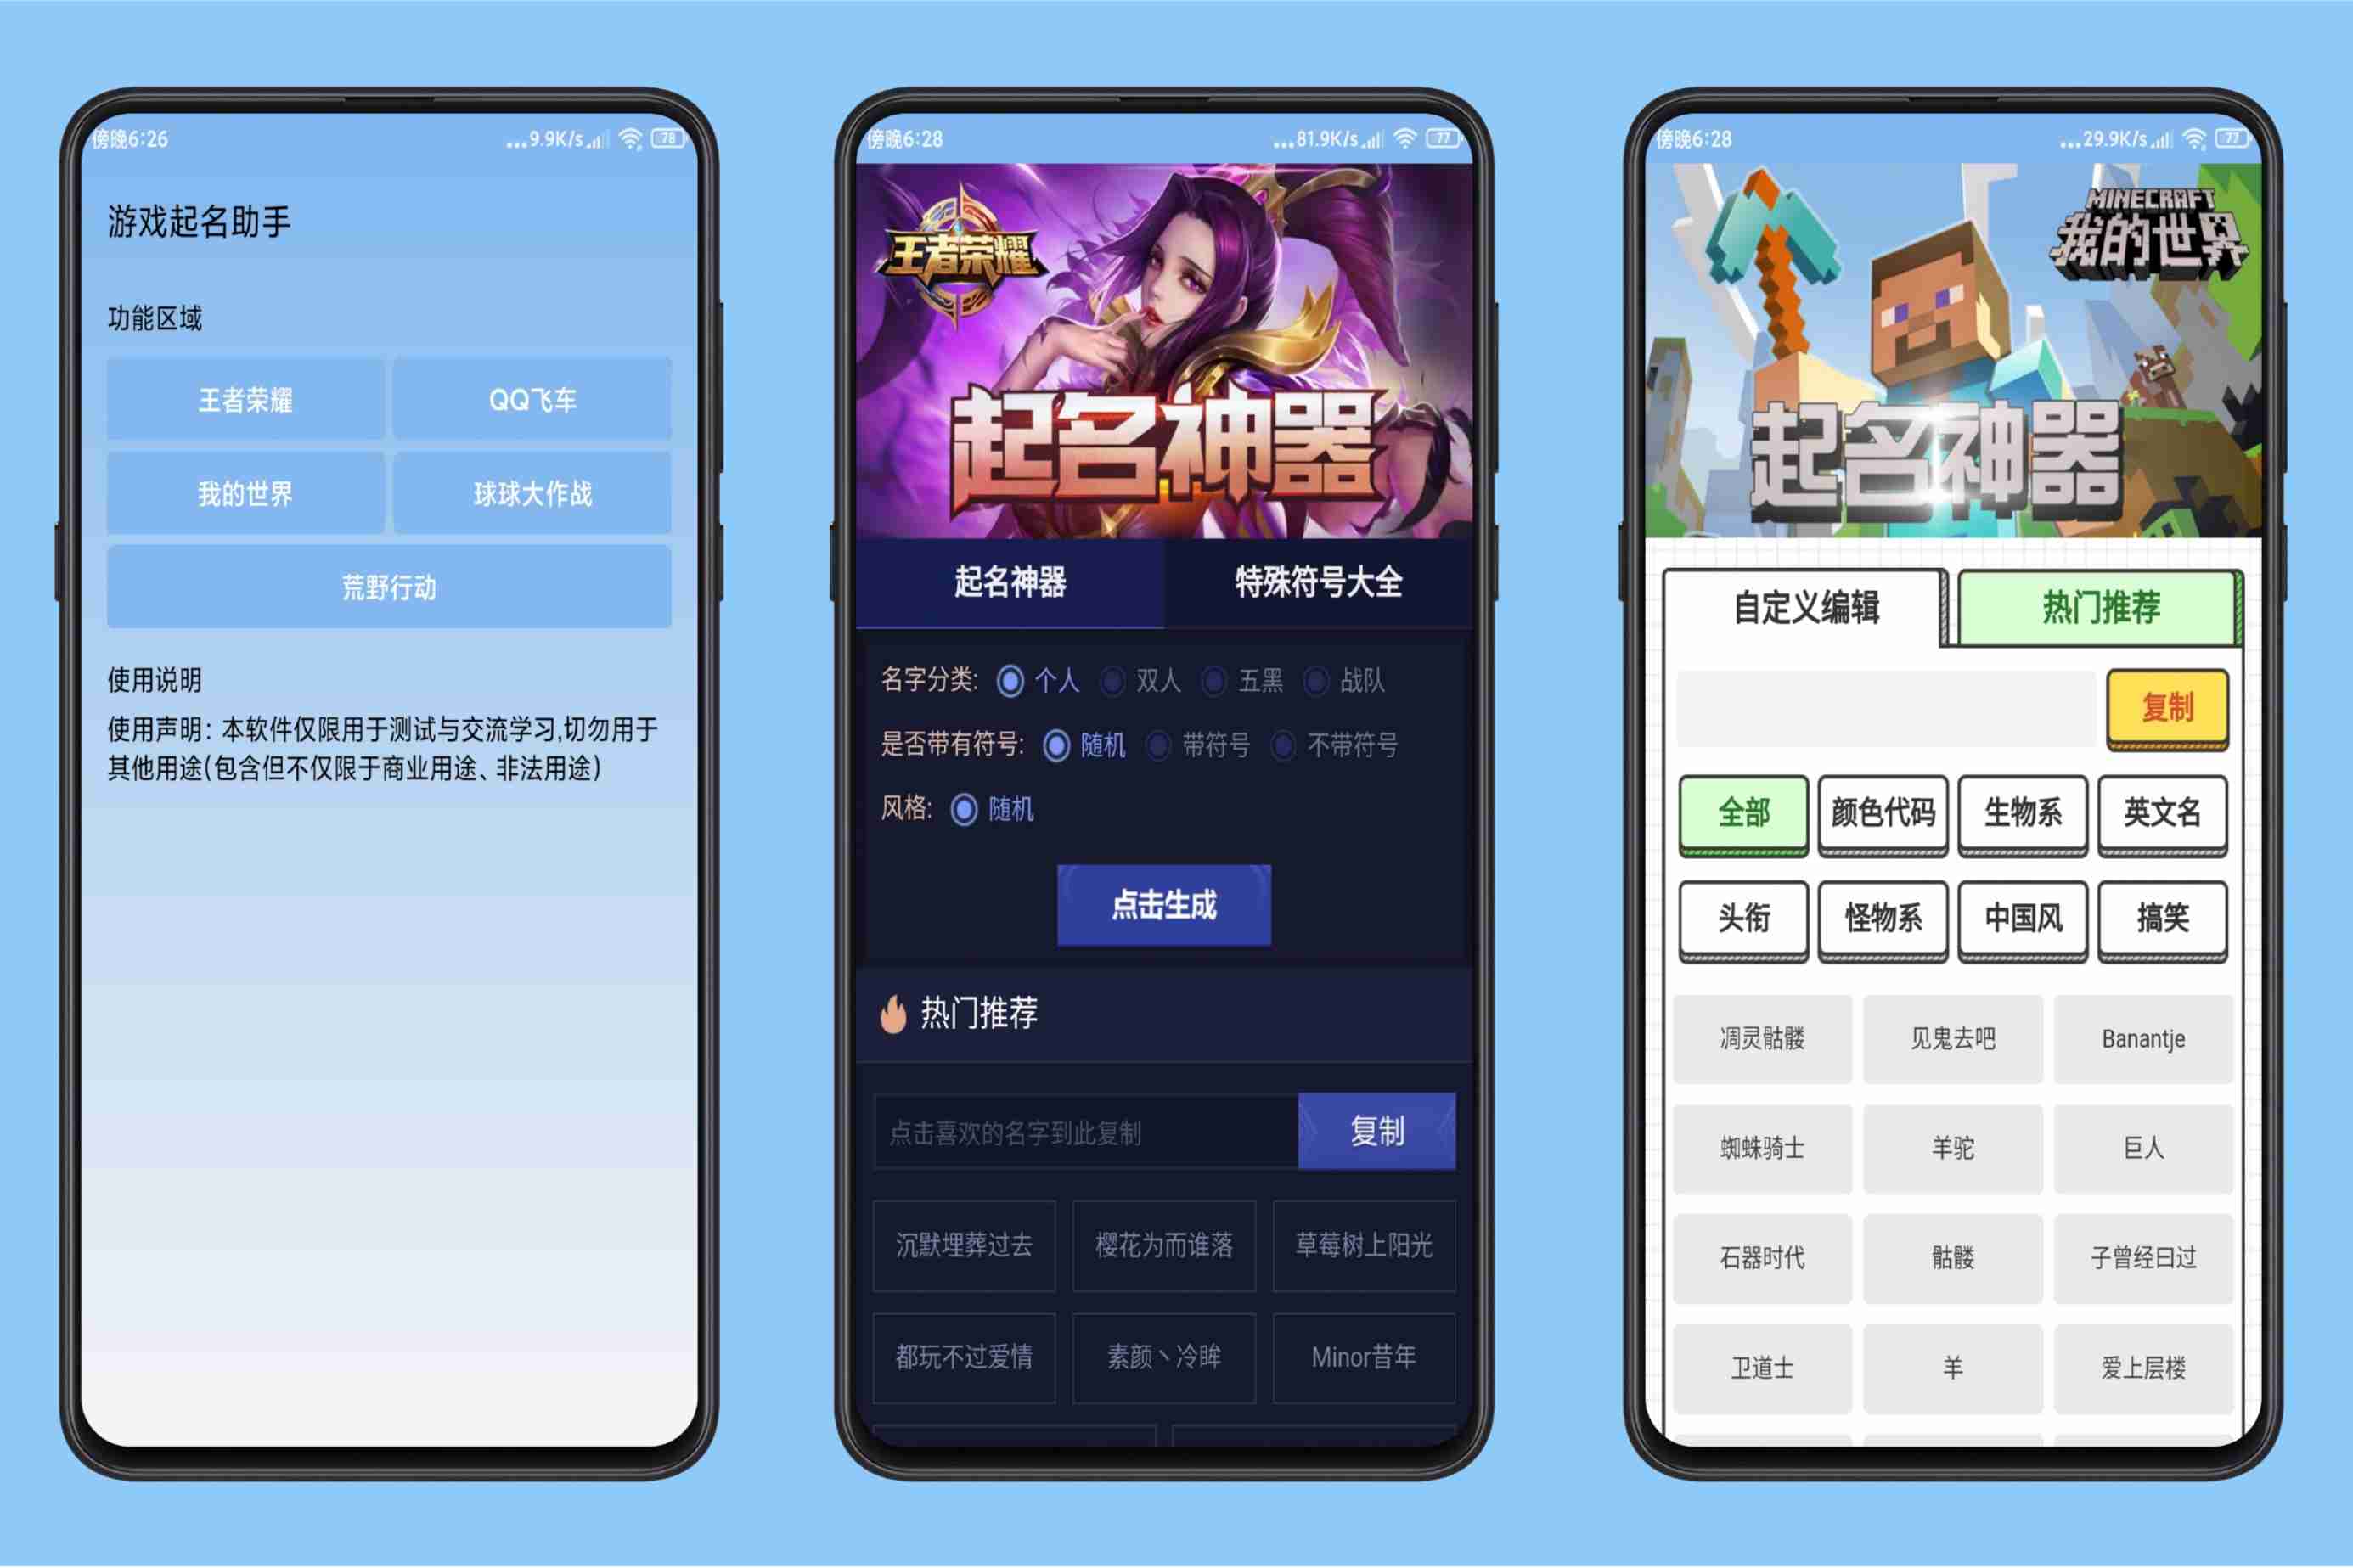 傍晚6:26 ...9.9K/s 78
游戏起名助手
功能区域
王者荣耀 QQ飞车
我的世界 球球大作战
荒野行动
使用说明
使用声明：本软件仅限用于测试与交流学习,切勿用于
其他用途(包含但不仅限于商业用途、非法用途)
傍晚6:28 ...81.9K/s 77
王者荣耀
起名神器
起名神器 特殊符号大全
名字分类: 个人 双人 五黑 战队
是否带有符号: 随机 带符号 不带符号
风格: 随机
点击生成
热门推荐
点击喜欢的名字到此复制 复制
沉默埋葬过去 樱花为而谁落 草莓树上阳光
都玩不过爱情 素颜丶冷眸 Minor昔年
傍晚6:28 ...29.9K/s 77
MINECRAFT
我的世界
起名神器
自定义编辑 热门推荐
复制
全部 颜色代码 生物系 英文名
头衔 怪物系 中国风 搞笑
凋灵骷髅 见鬼去吧 Banantje
蜘蛛骑士 羊驼 巨人
石器时代 骷髅 子曾经曰过
卫道士 羊 爱上层楼